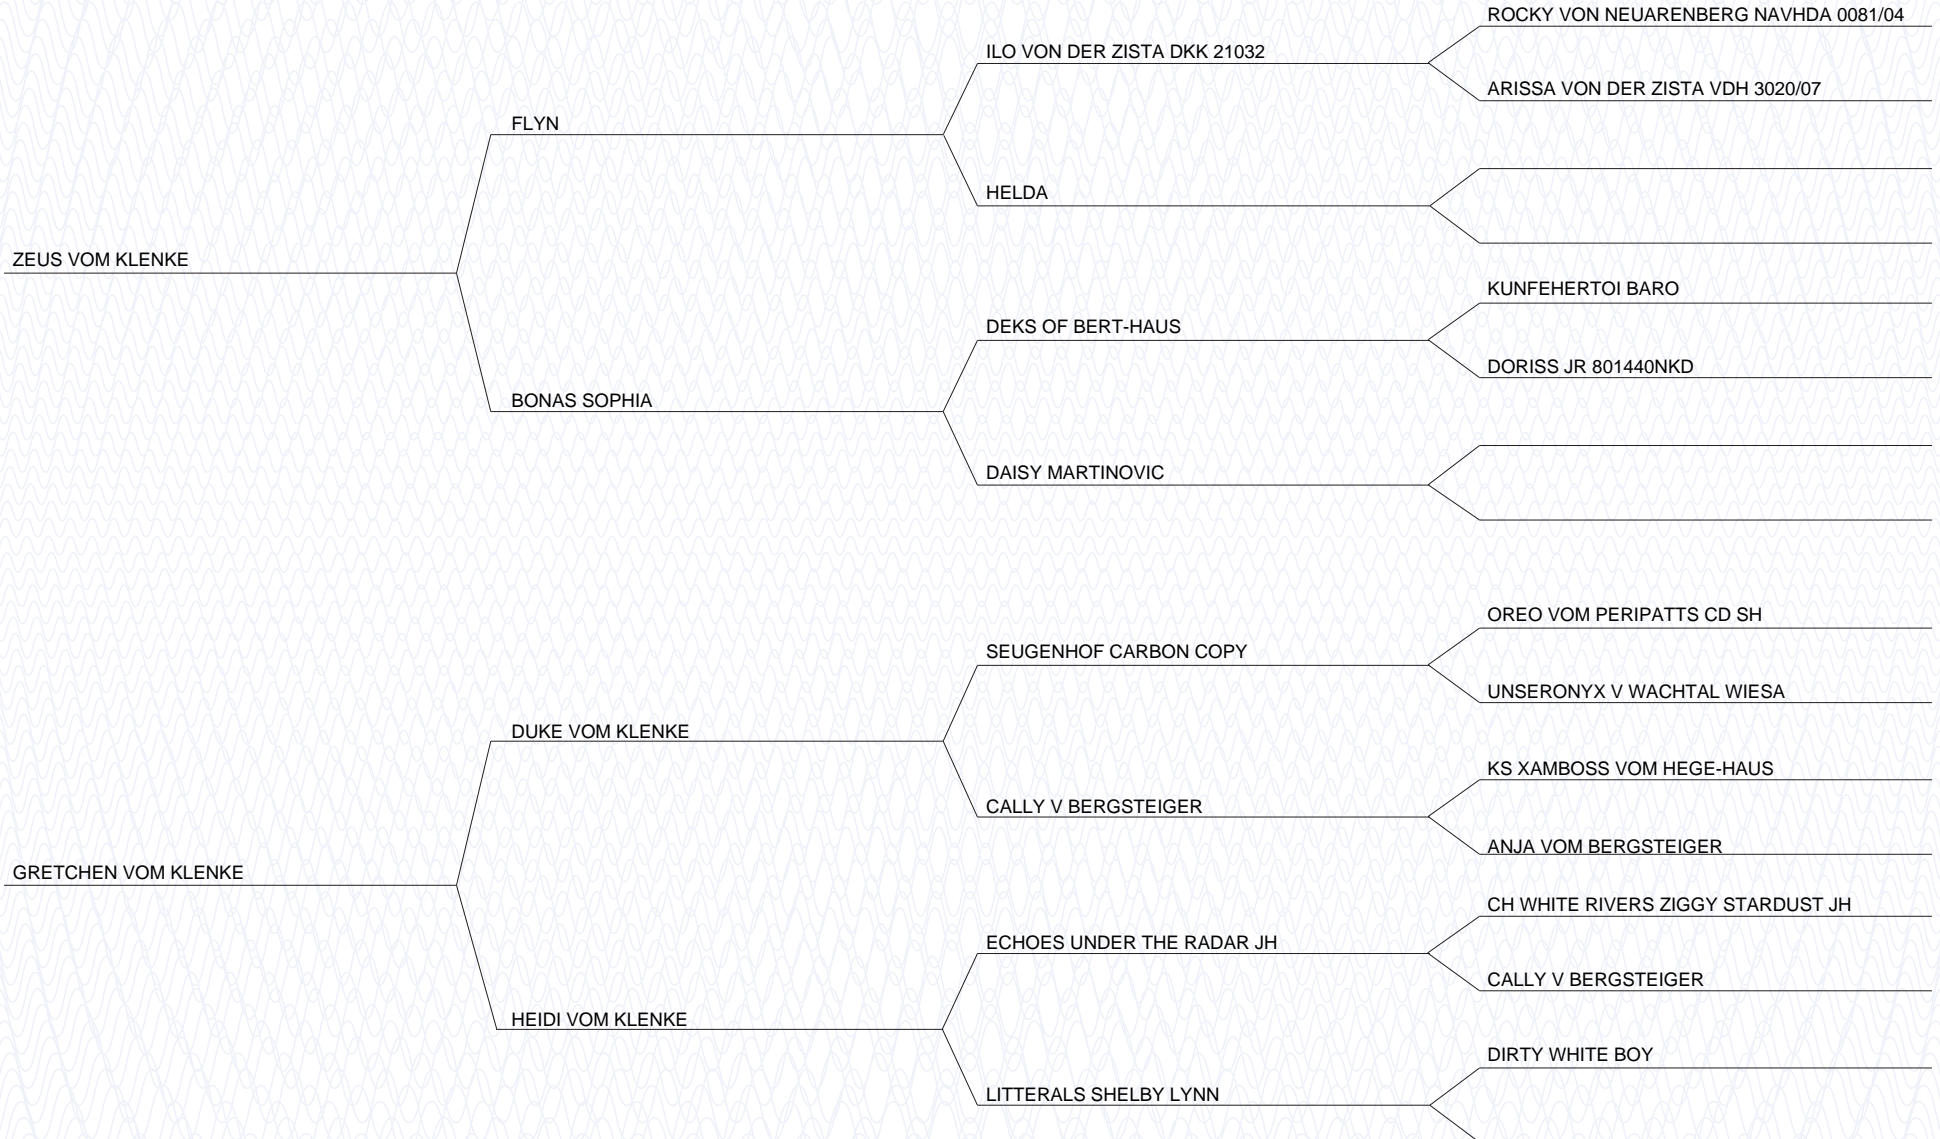 ROCKY VON NEUARENBERG NAVHDA 0081/04
ILO VON DER ZISTA DKK 21032
ARISSA VON DER ZISTA VDH 3020/07
FLYN
HELDA
ZEUS VOM KLENKE
KUNFEHERTOI BARO
DEKS OF BERT-HAUS
DORISS JR 801440NKD
BONAS SOPHIA
DAISY MARTINOVIC
OREO VOM PERIPATTS CD SH
SEUGENHOF CARBON COPY
UNSERONYX V WACHTAL WIESA
DUKE VOM KLENKE
KS XAMBOSS VOM HEGE-HAUS
CALLY V BERGSTEIGER
ANJA VOM BERGSTEIGER
GRETCHEN VOM KLENKE
CH WHITE RIVERS ZIGGY STARDUST JH
ECHOES UNDER THE RADAR JH
CALLY V BERGSTEIGER
HEIDI VOM KLENKE
DIRTY WHITE BOY
LITTERALS SHELBY LYNN